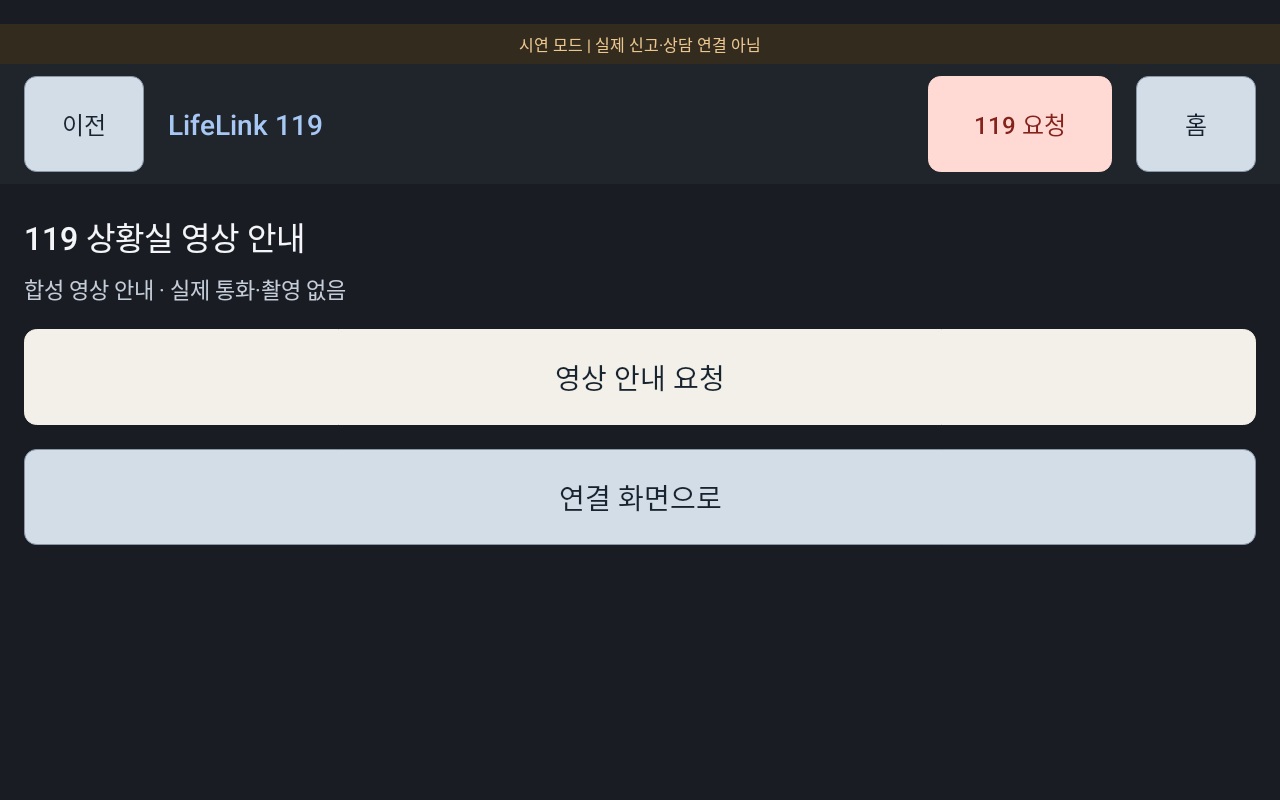 시연 모드 | 실제 신고·상담 연결 아님
이전
LifeLink 119
119 요청
홈
119 상황실 영상 안내
합성 영상 안내 · 실제 통화·촬영 없음
영상 안내 요청
연결 화면으로